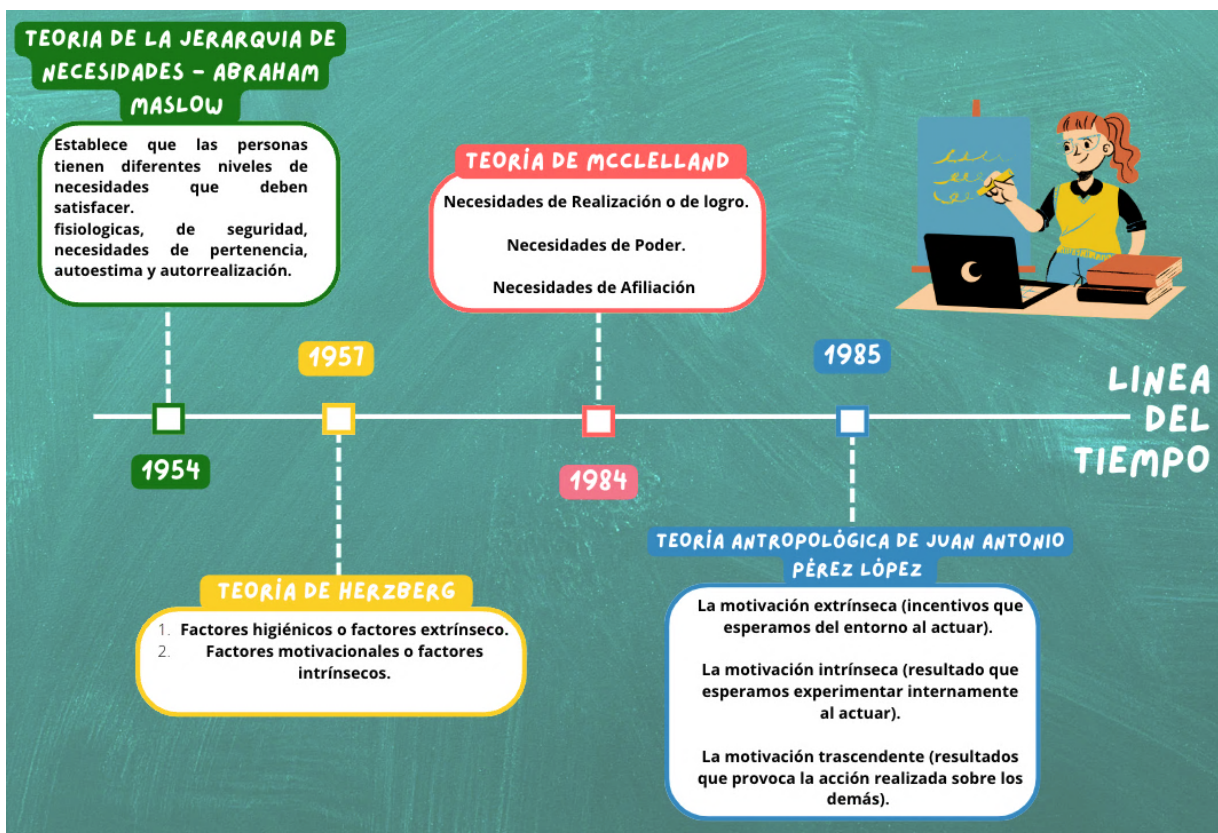 TEORIA DE LA JERARQUIA DE
NECESIDADES - ABRAHAM
MASLOW
Establece que las personas
tienen diferentes niveles de
necesidades que deben
satisfacer.
fisiologicas, de seguridad,
necesidades de pertenencia,
autoestima y autorrealización.
1954
1957
TEORÍA DE HERZBERG
1. Factores higiénicos o factores extrínseco.
2. Factores motivacionales o factores
intrínsecos.
TEORÍA DE MCCLELLAND
Necesidades de Realización o de logro.
Necesidades de Poder.
Necesidades de Afiliación
1984
1985
TEORÍA ANTROPOLÓGICA DE JUAN ANTONIO
PÉREZ LÓPEZ
La motivación extrínseca (incentivos que
esperamos del entorno al actuar).
La motivación intrínseca (resultado que
esperamos experimentar internamente
al actuar).
La motivación trascendente (resultados
que provoca la acción realizada sobre los
demás).
LINEA
DEL
TIEMPO